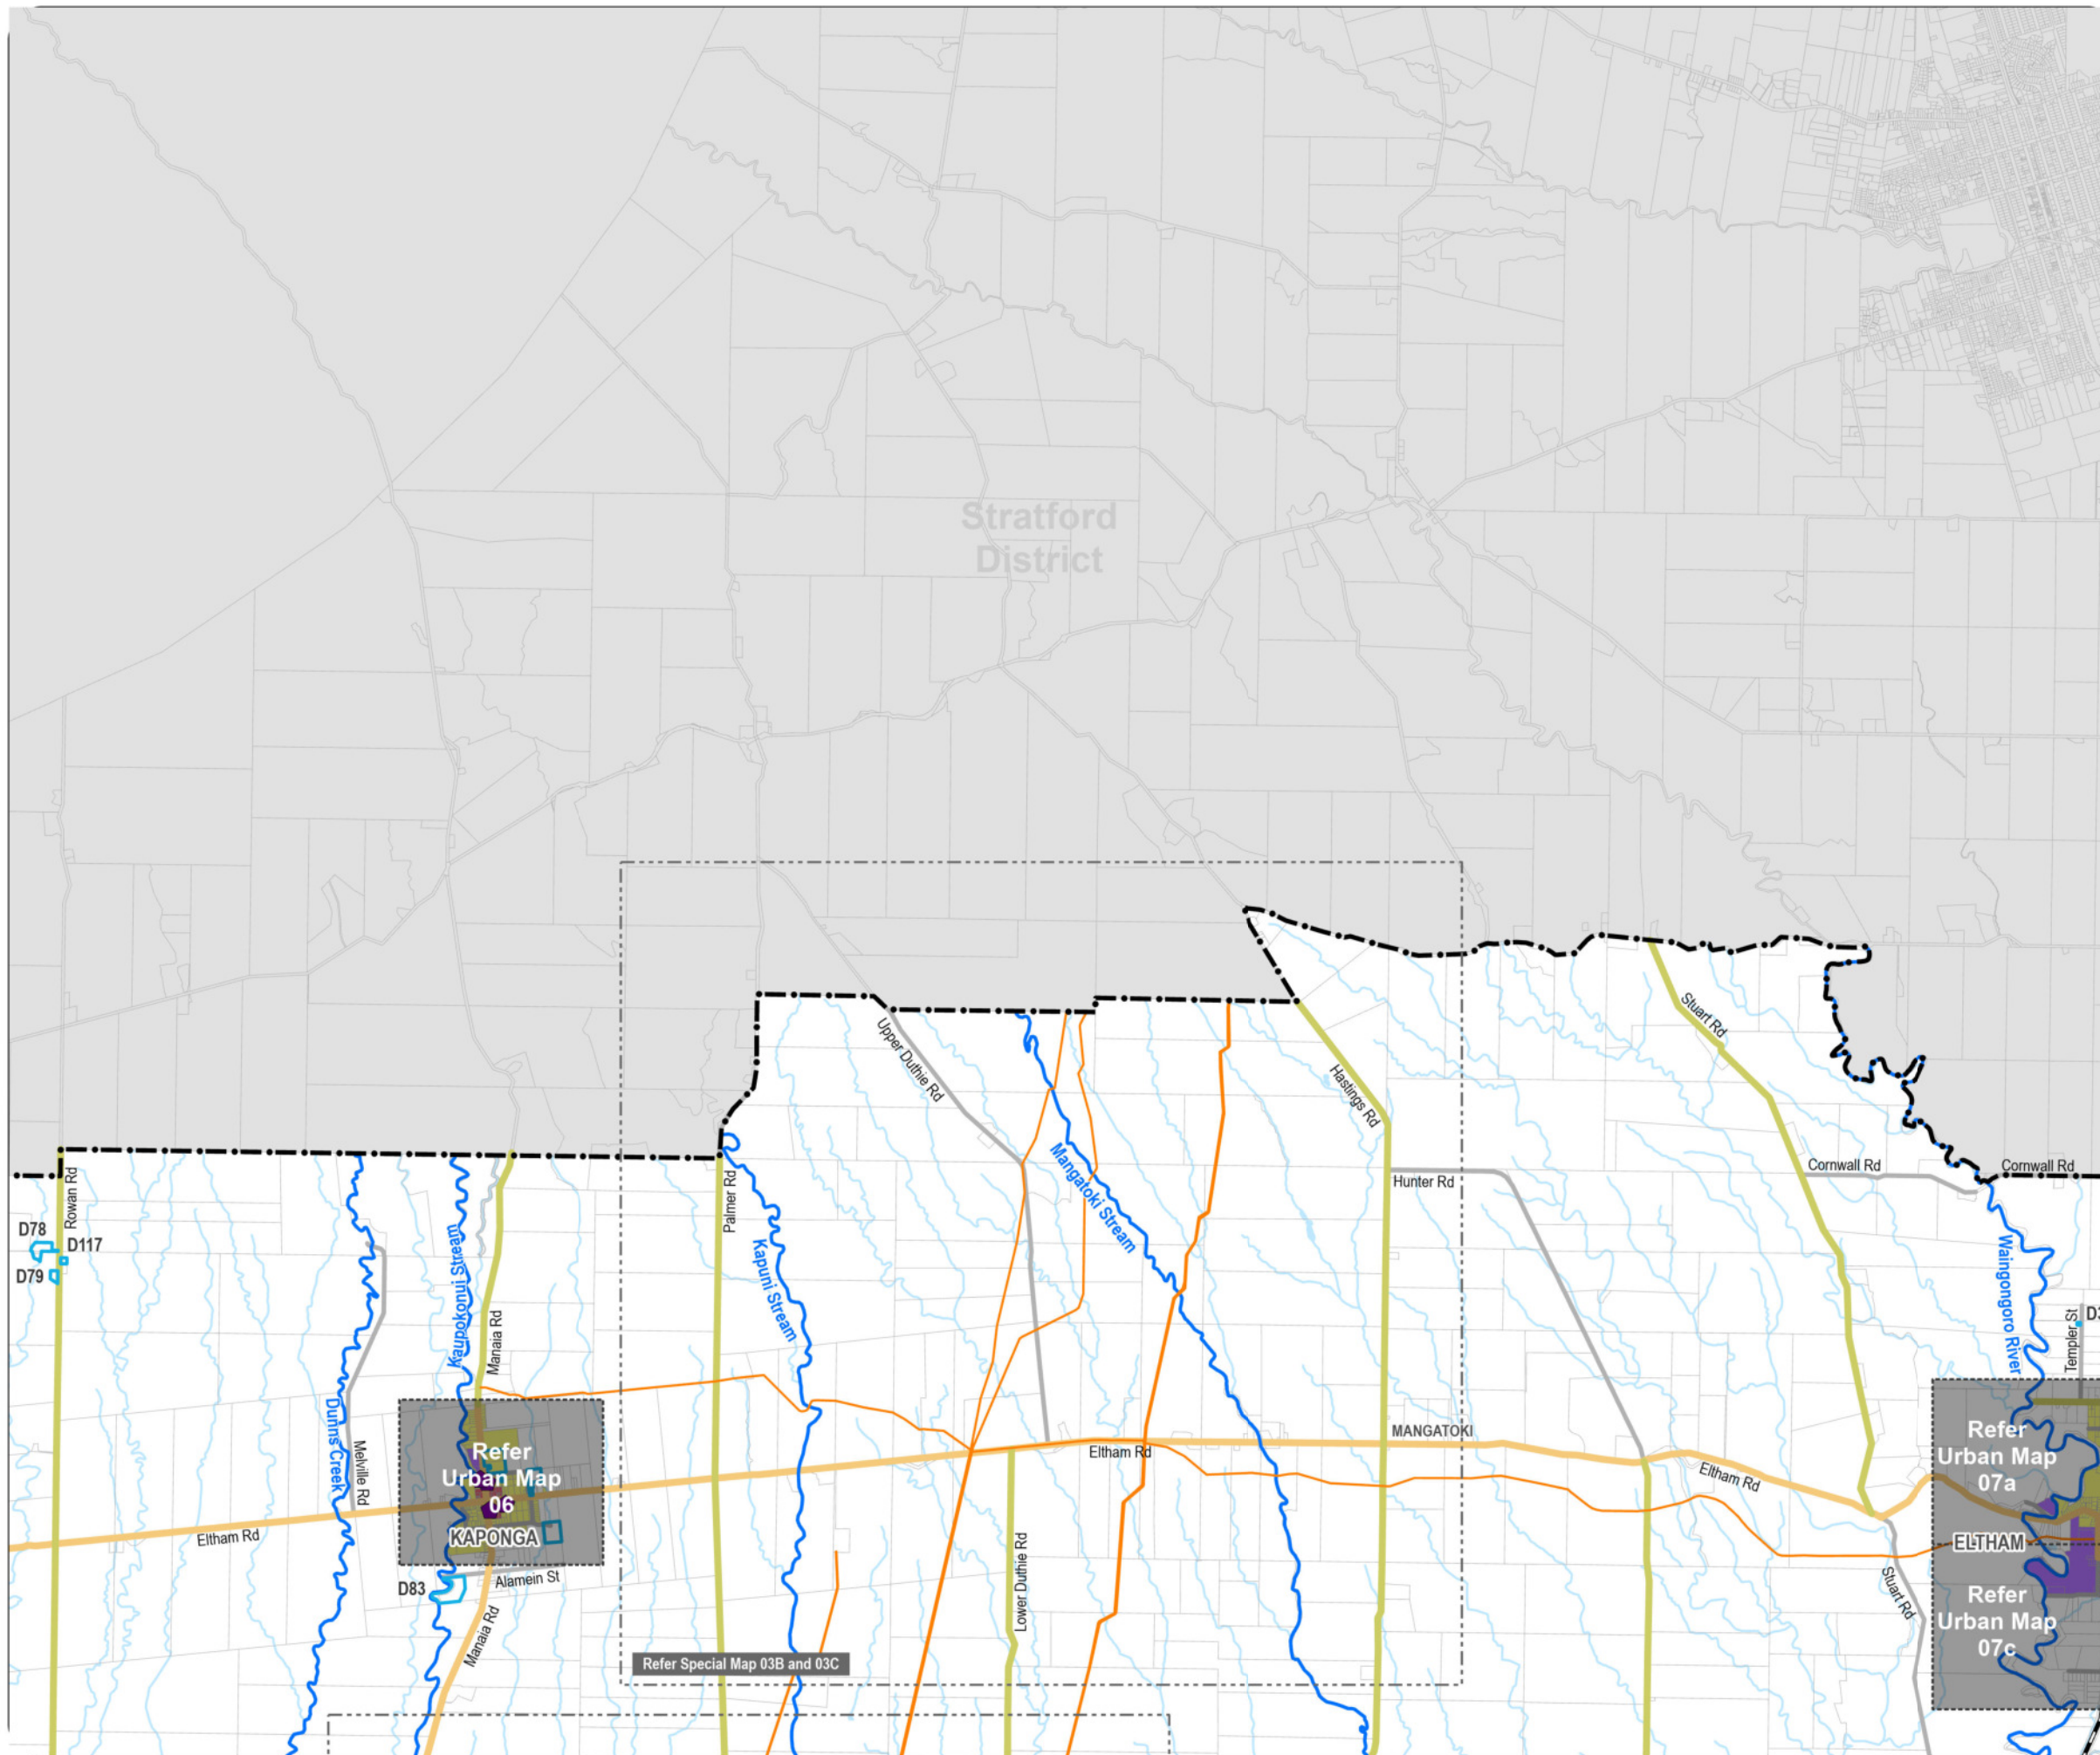 Stratford
District
Stuart Rd
Upper Duthie Rd
Hastings Rd
Mangatoki Stream
Cornwall Rd
Cornwall Rd
Hunter Rd
Rowan Rd
Palmer Rd
D78
D117
D79
Kaupokonui Stream
Kapuni Stream
Waingongoro River
Manaia Rd
Templer St
D3
Dunns Creek
Melville Rd
Refer
Urban Map
06
KAPONGA
MANGATOKI
Eltham Rd
Eltham Rd
Eltham Rd
Refer
Urban Map
07a
ELTHAM
Refer
Urban Map
07c
D83
Alamein St
Manaia Rd
Lower Duthie Rd
Stuart Rd
Refer Special Map 03B and 03C